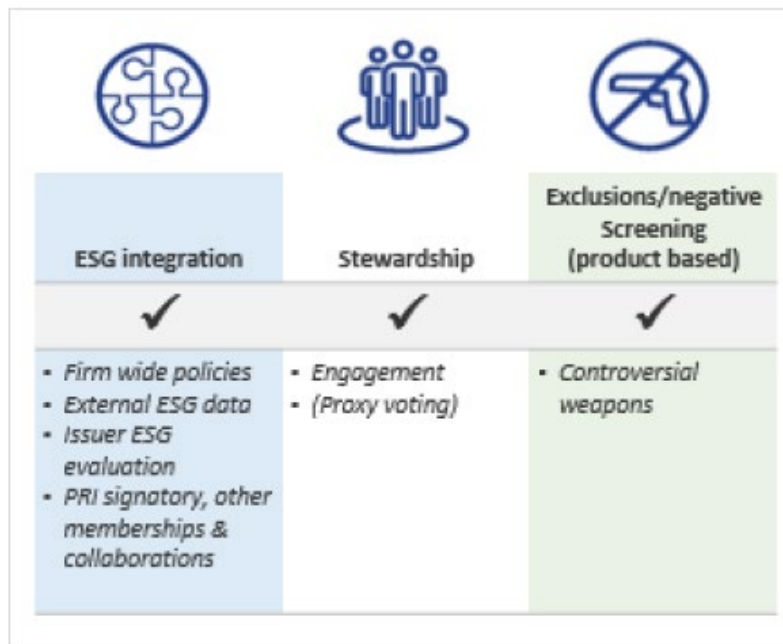 ESG integration
Stewardship
Exclusions/negative
Screening
(product based)
▪ Firm wide policies
▪ External ESG data
▪ Issuer ESG
evaluation
▪ PRI signatory, other
memberships &
collaborations
▪ Engagement
▪ (Proxy voting)
▪ Controversial
weapons